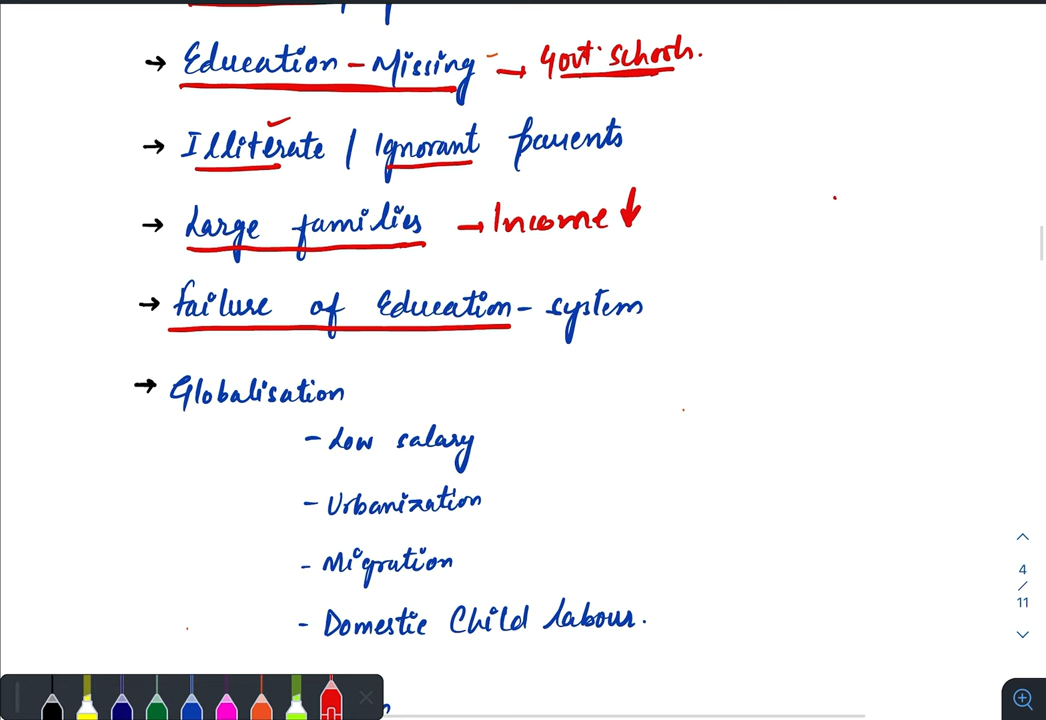 → Education - Missing → Govt. schools.
→ Illiterate / Ignorant parents
→ Large families → Income ↓
→ failure of Education - system
→ Globalisation
- Low salary
- Urbanization
- Migration
- Domestic Child labour.
4
/
11